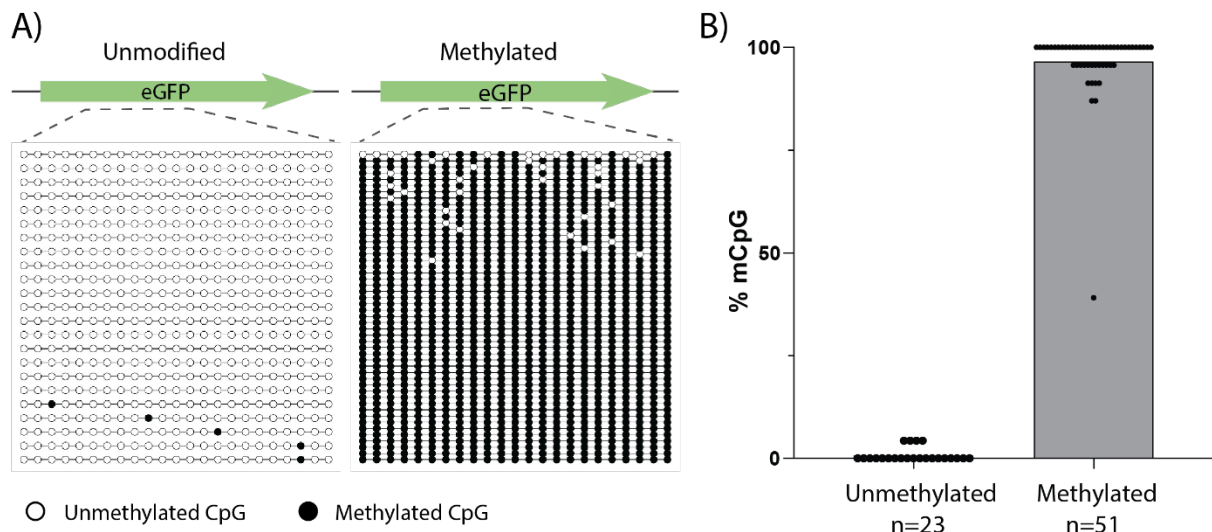 A)
Unmodified
Methylated
eGFP
eGFP
Unmethylated CpG
Methylated CpG
B)
% mCpG
100
50
0
Unmethylated
n=23
Methylated
n=51